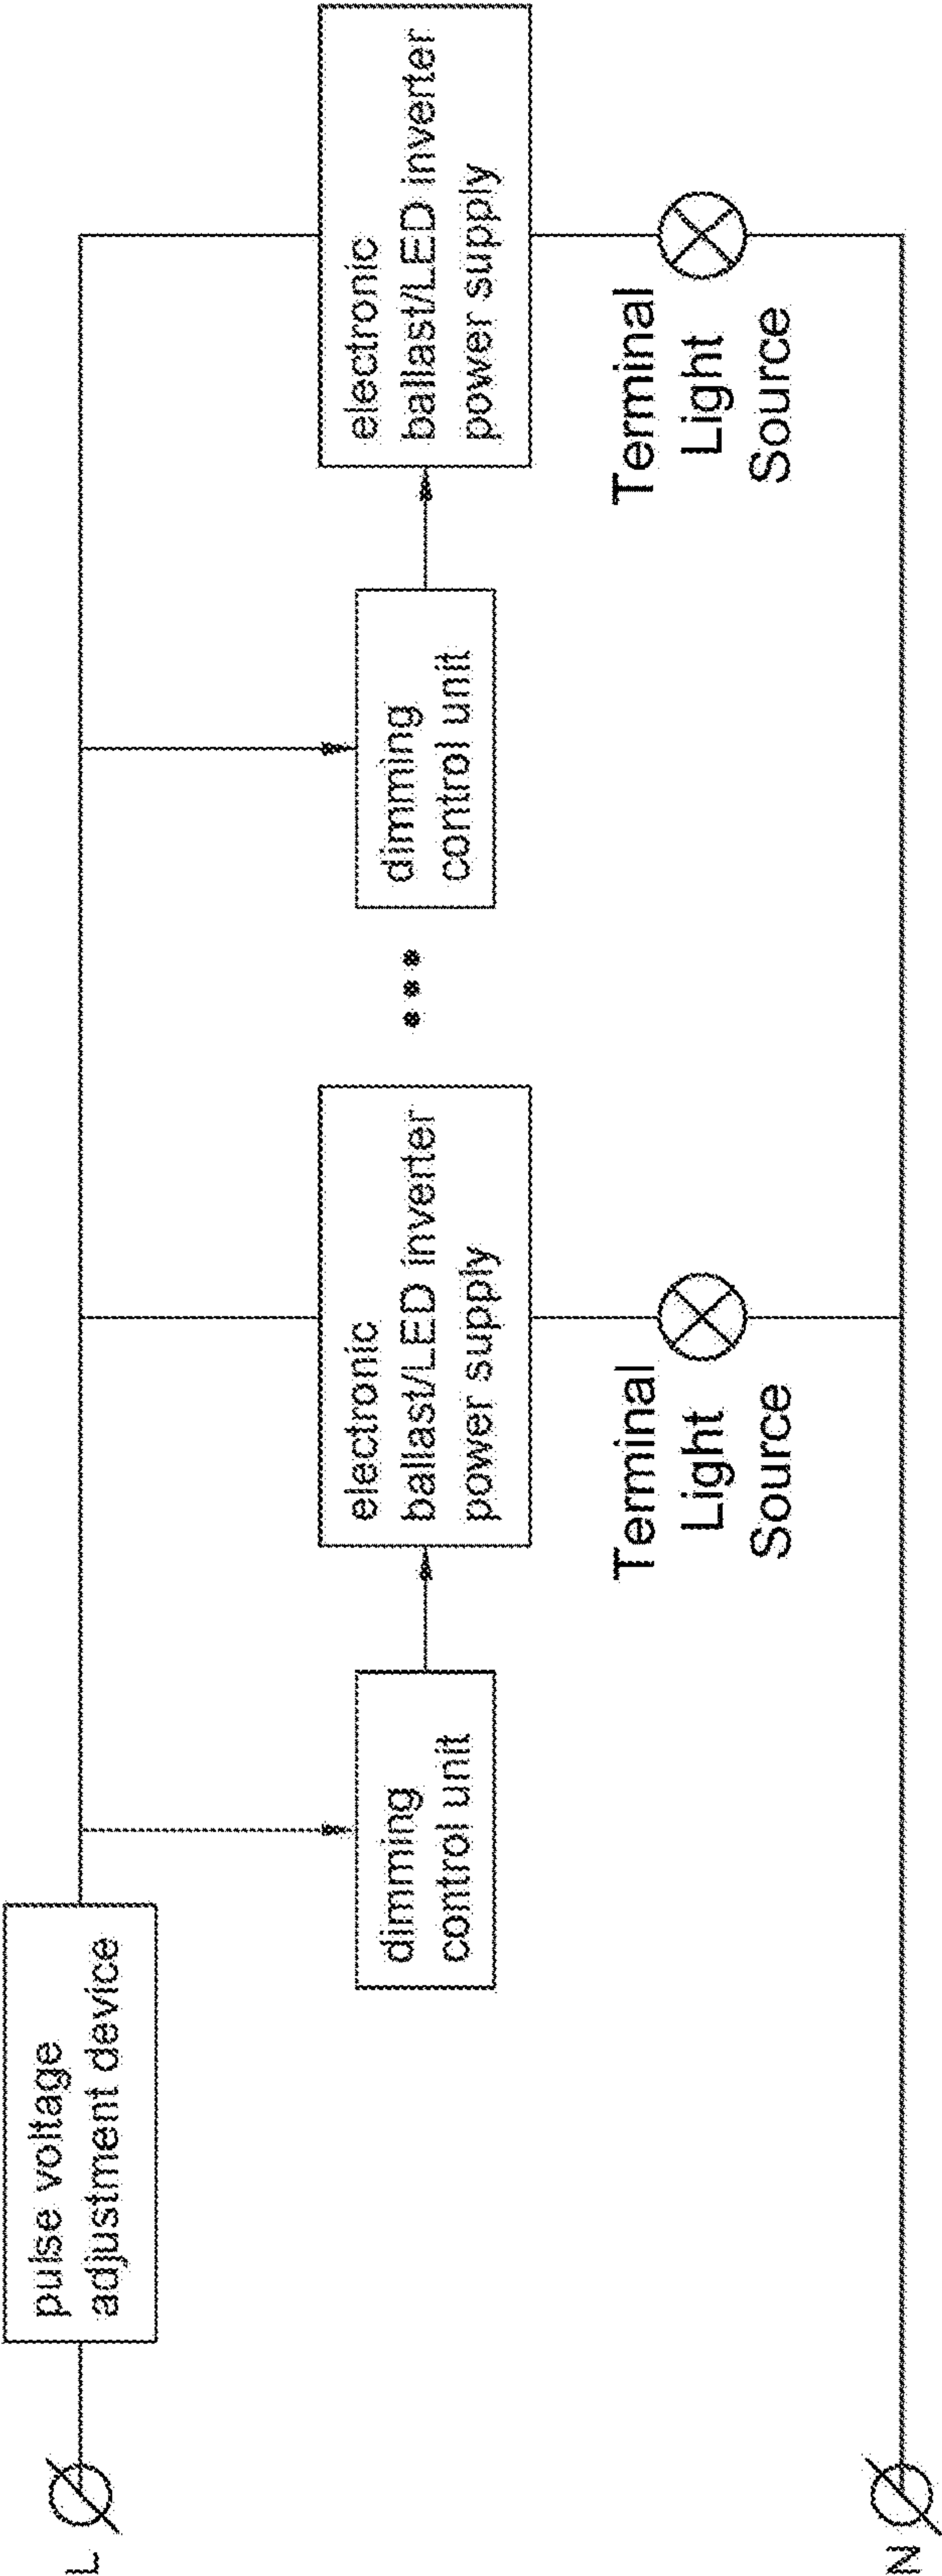 L
pulse voltage
adjustment device
dimming
control unit
electronic
ballast/LED inverter
power supply
Terminal
Light
Source
dimming
control unit
electronic
ballast/LED inverter
power supply
Terminal
Light
Source
N